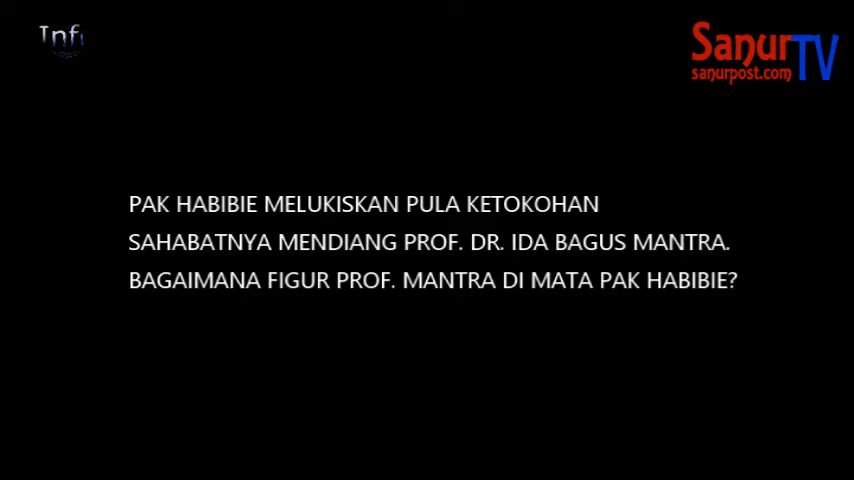 Sanur TV
sanurpost.com
PAK HABIBIE MELUKISKAN PULA KETOKOHAN
SAHABATNYA MENDIANG PROF. DR. IDA BAGUS MANTRA.
BAGAIMANA FIGUR PROF. MANTRA DI MATA PAK HABIBIE?